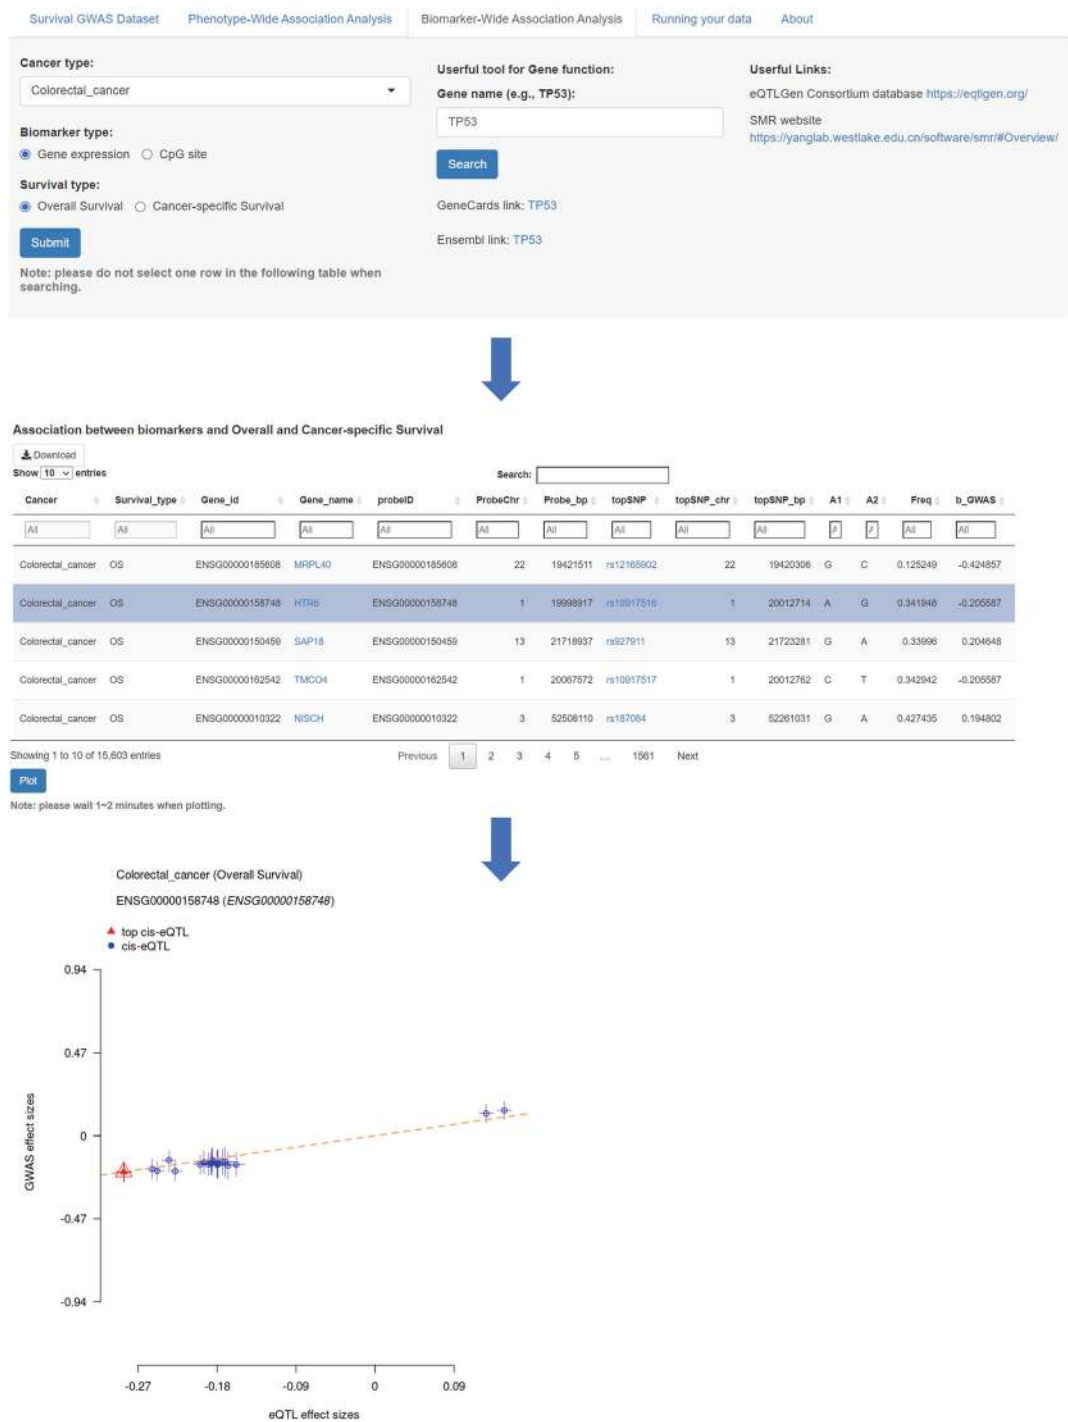 Survival GWAS Dataset Phenotype-Wide Association Analysis Biomarker-Wide Association Analysis Running your data About
Cancer type:
Colorectal_cancer
Biomarker type:
Gene expression CpG site
Survival type:
Overall Survival Cancer-specific Survival
Submit
Note: please do not select one row in the following table when
searching.
Userful tool for Gene function:
Gene name (e.g., TP53):
TP53
Search
GeneCards link: TP53
Ensembl link: TP53
Userful Links:
eQTLGen Consortium database https://eqtlgen.org/
SMR website
https://yanglab.westlake.edu.cn/software/smr/#Overview/
Association between biomarkers and Overall and Cancer-specific Survival
Download
Show 10 entries Search:
Cancer Survival_type Gene_id Gene_name probeID ProbeChr Probe_bp topSNP topSNP_chr topSNP_bp A1 A2 Freq b_GWAS
All All All All All All All All All All All All
Colorectal_cancer OS ENSG00000185608 MRPL40 ENSG00000185608 22 19421511 rs12165902 22 19420306 G C 0.125249 -0.424857
Colorectal_cancer OS ENSG00000158748 HTR6 ENSG00000158748 1 19998917 rs10917516 1 20012714 A G 0.341948 -0.205587
Colorectal_cancer OS ENSG00000150459 SAP18 ENSG00000150459 13 21718937 rs927911 13 21723281 G A 0.33996 0.204648
Colorectal_cancer OS ENSG00000162542 TMCO4 ENSG00000162542 1 20067572 rs10917517 1 20012762 C T 0.342942 -0.205587
Colorectal_cancer OS ENSG00000010322 NISCH ENSG00000010322 3 52508110 rs187084 3 52261031 G A 0.427435 0.194802
Showing 1 to 10 of 15,603 entries Previous 1 2 3 4 5 ... 1561 Next
Plot
Note: please wait 1~2 minutes when plotting.
Colorectal_cancer (Overall Survival)
ENSG00000158748 (ENSG00000158748)
top cis-eQTL
cis-eQTL
0.94
0.47
0
-0.47
-0.94
GWAS effect sizes
-0.27 -0.18 -0.09 0 0.09
eQTL effect sizes